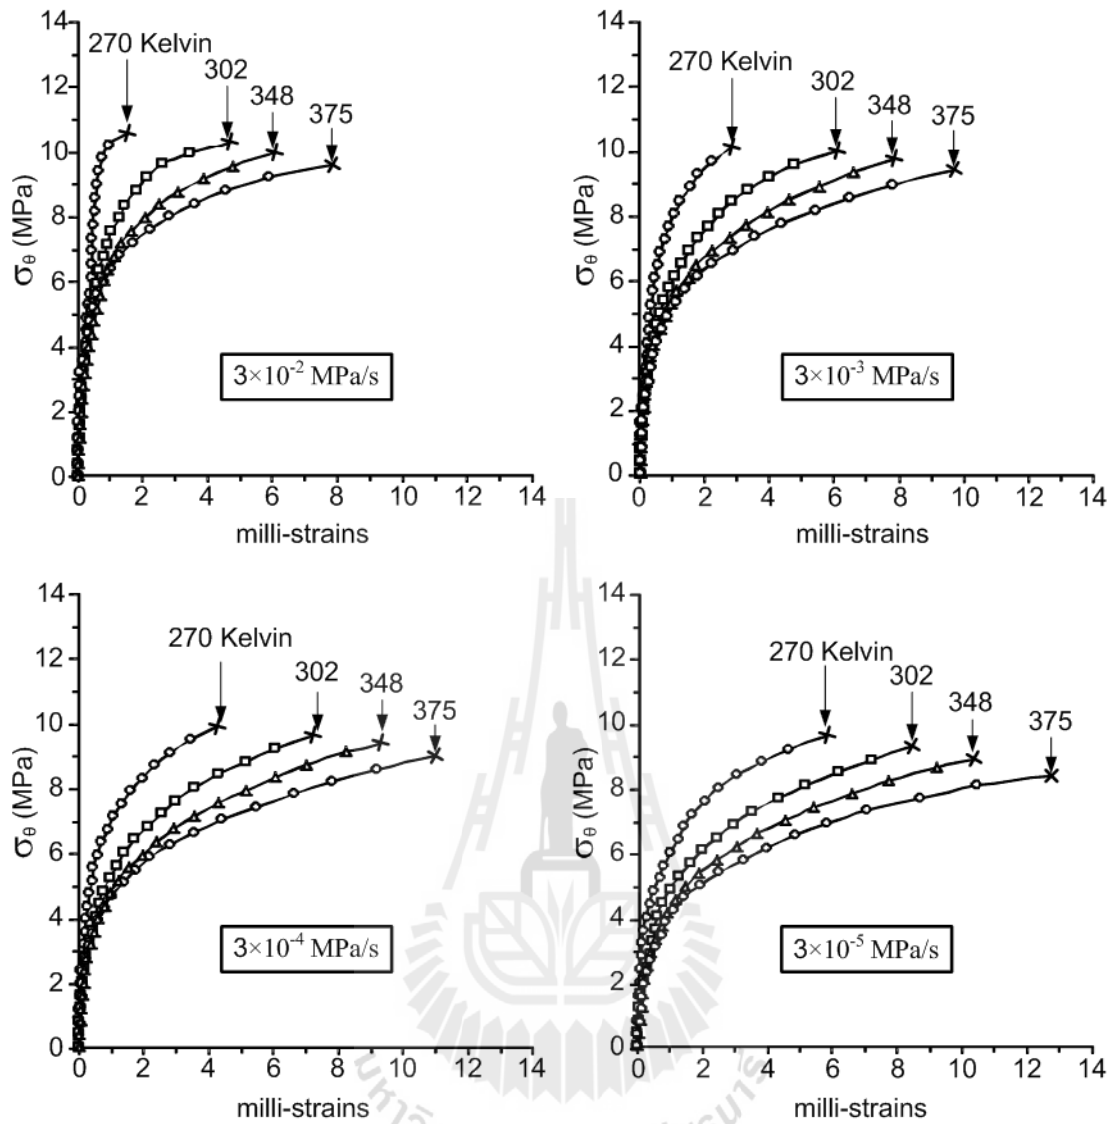 14
12
10
8
6
4
2
0
σθ (MPa)
270 Kelvin
302
348
375
3×10⁻² MPa/s
0 2 4 6 8 10 12 14
milli-strains
14
12
10
8
6
4
2
0
σθ (MPa)
270 Kelvin
302
348
375
3×10⁻³ MPa/s
0 2 4 6 8 10 12 14
milli-strains
14
12
10
8
6
4
2
0
σθ (MPa)
270 Kelvin
302
348
375
3×10⁻⁴ MPa/s
0 2 4 6 8 10 12 14
milli-strains
14
12
10
8
6
4
2
0
σθ (MPa)
270 Kelvin
302
348
375
3×10⁻⁵ MPa/s
0 2 4 6 8 10 12 14
milli-strains